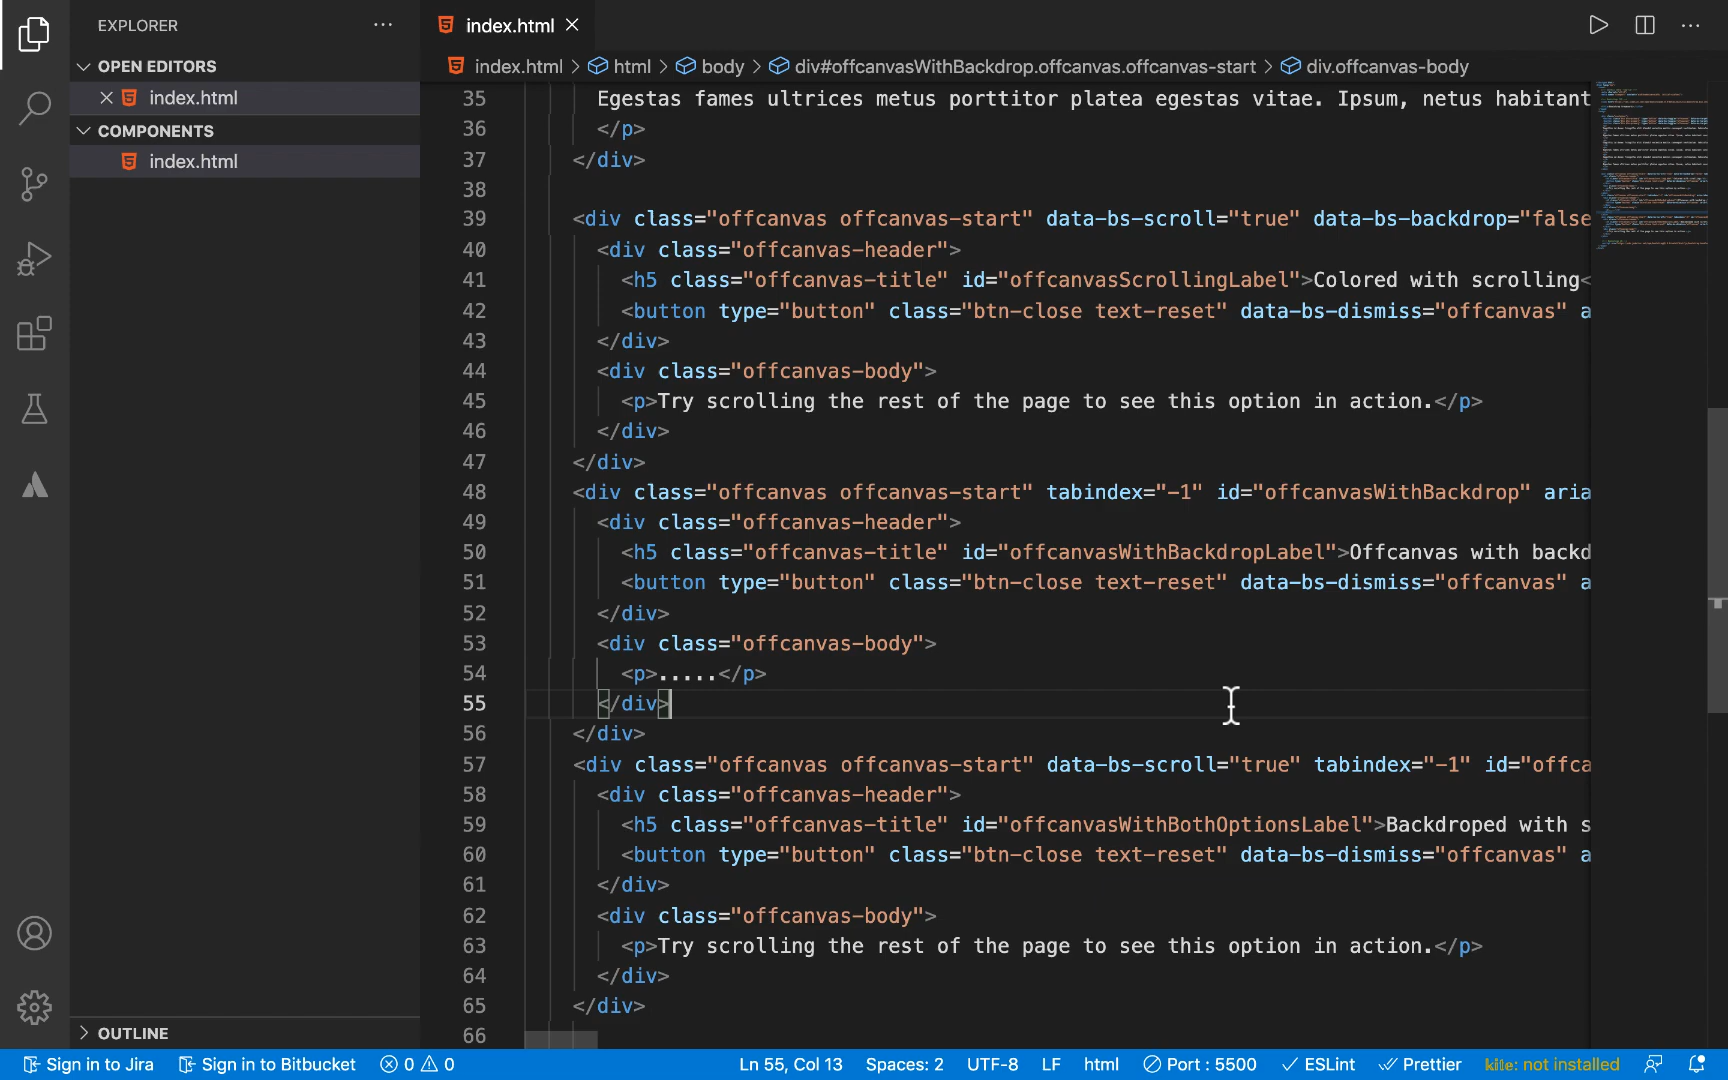 EXPLORER
OPEN EDITORS
index.html
COMPONENTS
index.html
OUTLINE
index.html
index.html > html > body > div#offcanvasWithBackdrop.offcanvas.offcanvas-start > div.offcanvas-body
35 Egestas fames ultrices metus porttitor platea egestas vitae. Ipsum, netus habitant
36 </p>
37 </div>
38
39 <div class="offcanvas offcanvas-start" data-bs-scroll="true" data-bs-backdrop="false
40 <div class="offcanvas-header">
41 <h5 class="offcanvas-title" id="offcanvasScrollingLabel">Colored with scrolling<
42 <button type="button" class="btn-close text-reset" data-bs-dismiss="offcanvas" a
43 </div>
44 <div class="offcanvas-body">
45 <p>Try scrolling the rest of the page to see this option in action.</p>
46 </div>
47 </div>
48 <div class="offcanvas offcanvas-start" tabindex="-1" id="offcanvasWithBackdrop" aria
49 <div class="offcanvas-header">
50 <h5 class="offcanvas-title" id="offcanvasWithBackdropLabel">Offcanvas with backd
51 <button type="button" class="btn-close text-reset" data-bs-dismiss="offcanvas" a
52 </div>
53 <div class="offcanvas-body">
54 <p>.....</p>
55 </div>
56 </div>
57 <div class="offcanvas offcanvas-start" data-bs-scroll="true" tabindex="-1" id="offca
58 <div class="offcanvas-header">
59 <h5 class="offcanvas-title" id="offcanvasWithBothOptionsLabel">Backdroped with s
60 <button type="button" class="btn-close text-reset" data-bs-dismiss="offcanvas" a
61 </div>
62 <div class="offcanvas-body">
63 <p>Try scrolling the rest of the page to see this option in action.</p>
64 </div>
65 </div>
66
Sign in to Jira Sign in to Bitbucket 0 0 Ln 55, Col 13 Spaces: 2 UTF-8 LF html Port : 5500 ESLint Prettier kite: not installed